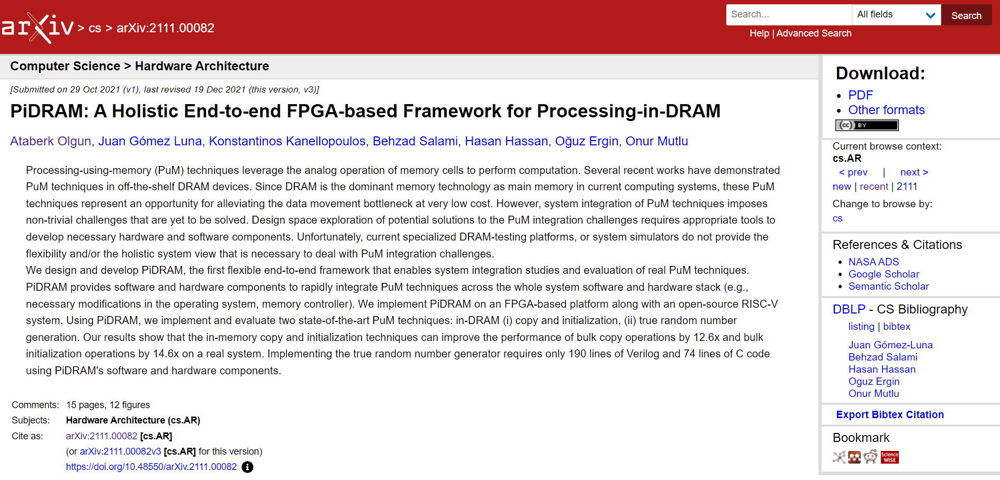 arXiv > cs > arXiv:2111.00082
Search...
All fields
Search
Help | Advanced Search
Computer Science > Hardware Architecture
[Submitted on 29 Oct 2021 (v1), last revised 19 Dec 2021 (this version, v3)]
PiDRAM: A Holistic End-to-end FPGA-based Framework for Processing-in-DRAM
Ataberk Olgun, Juan Gómez Luna, Konstantinos Kanellopoulos, Behzad Salami, Hasan Hassan, Oğuz Ergin, Onur Mutlu
Processing-using-memory (PuM) techniques leverage the analog operation of memory cells to perform computation. Several recent works have demonstrated
PuM techniques in off-the-shelf DRAM devices. Since DRAM is the dominant memory technology as main memory in current computing systems, these PuM
techniques represent an opportunity for alleviating the data movement bottleneck at very low cost. However, system integration of PuM techniques imposes
non-trivial challenges that are yet to be solved. Design space exploration of potential solutions to the PuM integration challenges requires appropriate tools to
develop necessary hardware and software components. Unfortunately, current specialized DRAM-testing platforms, or system simulators do not provide the
flexibility and/or the holistic system view that is necessary to deal with PuM integration challenges.
We design and develop PiDRAM, the first flexible end-to-end framework that enables system integration studies and evaluation of real PuM techniques.
PiDRAM provides software and hardware components to rapidly integrate PuM techniques across the whole system software and hardware stack (e.g.,
necessary modifications in the operating system, memory controller). We implement PiDRAM on an FPGA-based platform along with an open-source RISC-V
system. Using PiDRAM, we implement and evaluate two state-of-the-art PuM techniques: in-DRAM (i) copy and initialization, (ii) true random number
generation. Our results show that the in-memory copy and initialization techniques can improve the performance of bulk copy operations by 12.6x and bulk
initialization operations by 14.6x on a real system. Implementing the true random number generator requires only 190 lines of Verilog and 74 lines of C code
using PiDRAM's software and hardware components.
Comments: 15 pages, 12 figures
Subjects: Hardware Architecture (cs.AR)
Cite as: arXiv:2111.00082 [cs.AR]
(or arXiv:2111.00082v3 [cs.AR] for this version)
https://doi.org/10.48550/arXiv.2111.00082
Download:
PDF
Other formats
(cc) BY
Current browse context:
cs.AR
< prev | next >
new | recent | 2111
Change to browse by:
cs
References & Citations
NASA ADS
Google Scholar
Semantic Scholar
DBLP - CS Bibliography
listing | bibtex
Juan Gómez-Luna
Behzad Salami
Hasan Hassan
Oguz Ergin
Onur Mutlu
Export Bibtex Citation
Bookmark
Science
WISE